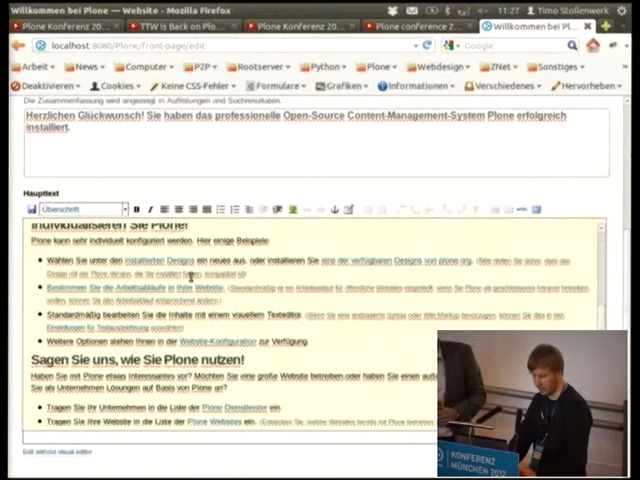 Willkommen bei Plone — Website - Mozilla Firefox
11:27 Timo Stollenwerk
Plone Konferenz 20...
TTW is Back on Plo...
Plone Konferenz 20...
Plone conference 2...
Willkommen bei Pl...
localhost:8080/Plone/front-page/edit
Google
Arbeit News Computer P2P Rootserver Python Plone Webdesign ZNet Sonstiges
Deaktivieren Cookies Keine CSS-Fehler Formulare Grafiken Informationen Verschiedenes Hervorheben
Die Zusammenfassung wird angezeigt in Auflistungen und Suchresultaten.
Herzlichen Glückwunsch! Sie haben das professionelle Open-Source Content-Management-System Plone erfolgreich
installiert.
Haupttext
Überschrift B I
Individualisieren Sie Plone!
Plone kann sehr individuell konfiguriert werden. Hier einige Beispiele:
Wählen Sie unter den installierten Designs ein neues aus, oder installieren Sie eine der verfügbaren Designs von plone.org.
Bestimmen Sie die Arbeitsabläufe in Ihrer Website.
Standardmäßig bearbeiten Sie die Inhalte mit einem visuellen Texteditor.
Weitere Optionen stehen Ihnen in der Website-Konfiguration zur Verfügung.
Sagen Sie uns, wie Sie Plone nutzen!
Haben Sie mit Plone etwas Interessantes vor? Möchten Sie eine große Website betreiben oder haben Sie einen
Sie als Unternehmen Lösungen auf Basis von Plone an?
Tragen Sie Ihr Unternehmen in die Liste der Plone Dienstleister ein.
Tragen Sie Ihre Website in die Liste der Plone Websites ein.
Edit without visual editor
KONFERENZ
MÜNCHEN 2012